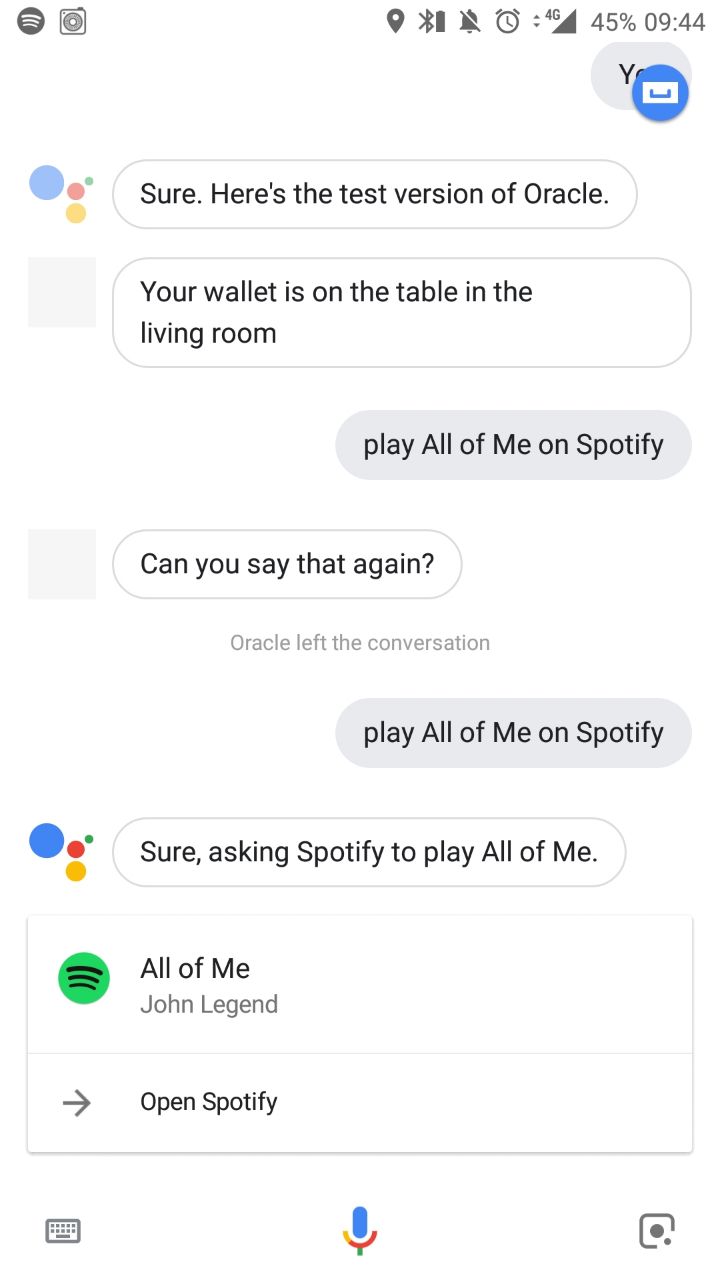 4G 45% 09:44
Sure. Here's the test version of Oracle.
Your wallet is on the table in the
living room
play All of Me on Spotify
Can you say that again?
Oracle left the conversation
play All of Me on Spotify
Sure, asking Spotify to play All of Me.
All of Me
John Legend
Open Spotify